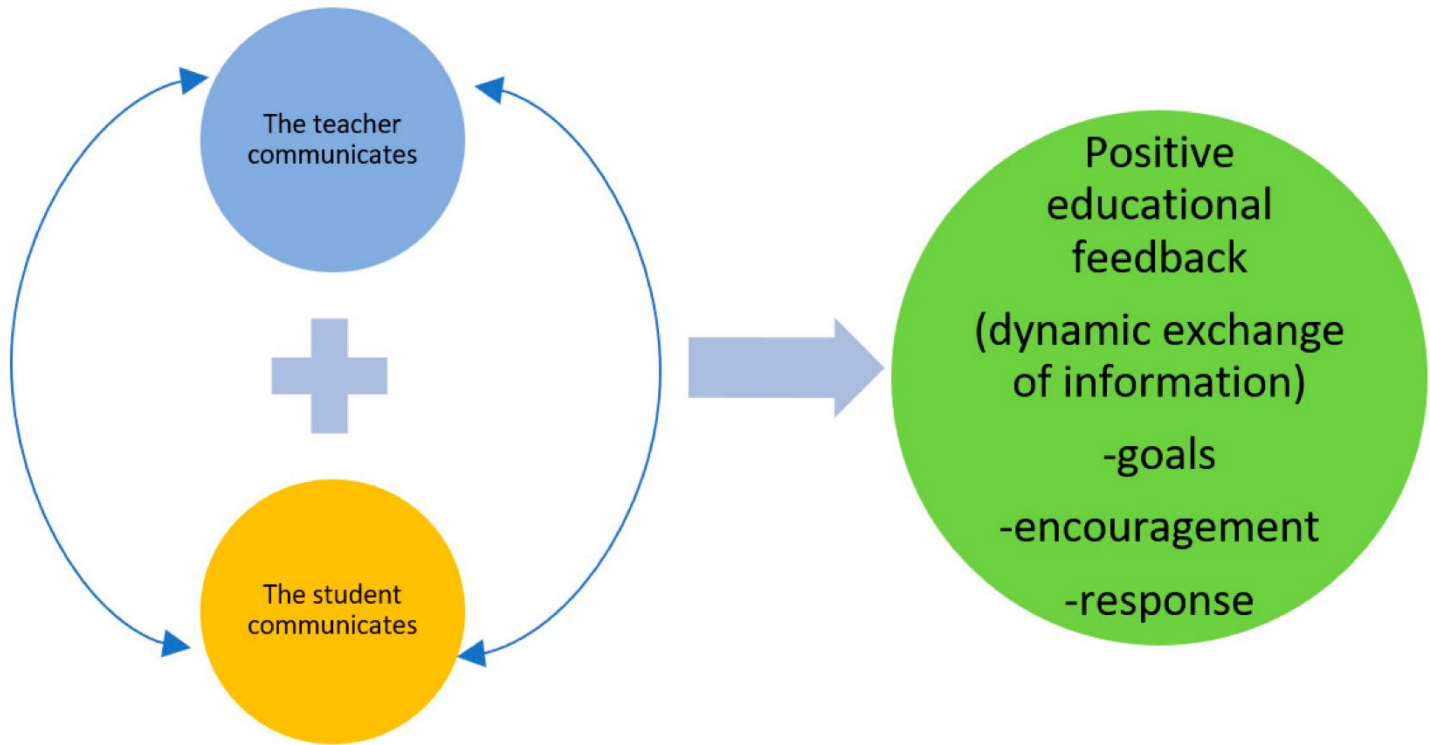 The teacher
communicates
The student
communicates
Positive
educational
feedback
(dynamic exchange
of information)
-goals
-encouragement
-response